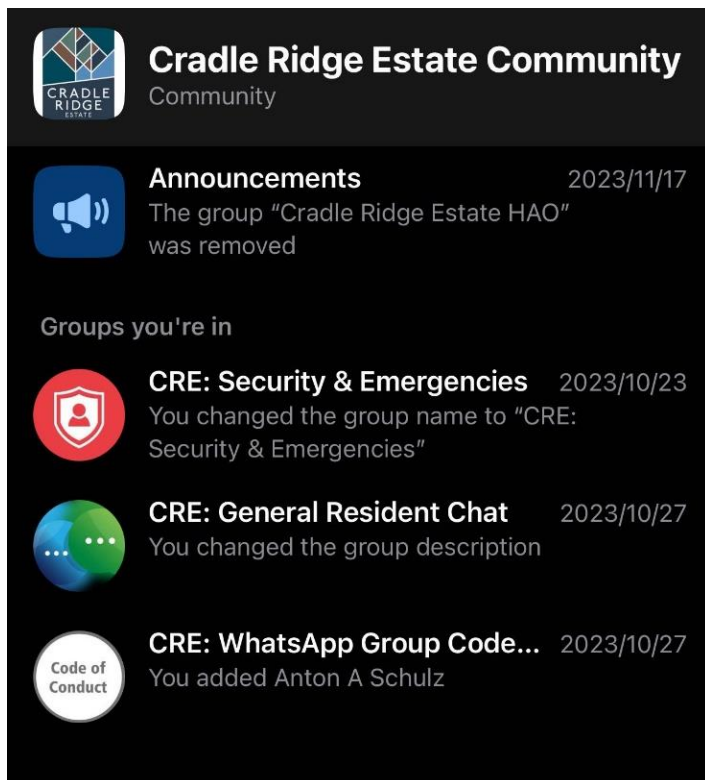 CRADLE
RIDGE
ESTATE
Cradle Ridge Estate Community
Community
Announcements 2023/11/17
The group “Cradle Ridge Estate HAO”
was removed
Groups you're in
CRE: Security & Emergencies 2023/10/23
You changed the group name to “CRE:
Security & Emergencies”
CRE: General Resident Chat 2023/10/27
You changed the group description
Code of
Conduct
CRE: WhatsApp Group Code... 2023/10/27
You added Anton A Schulz